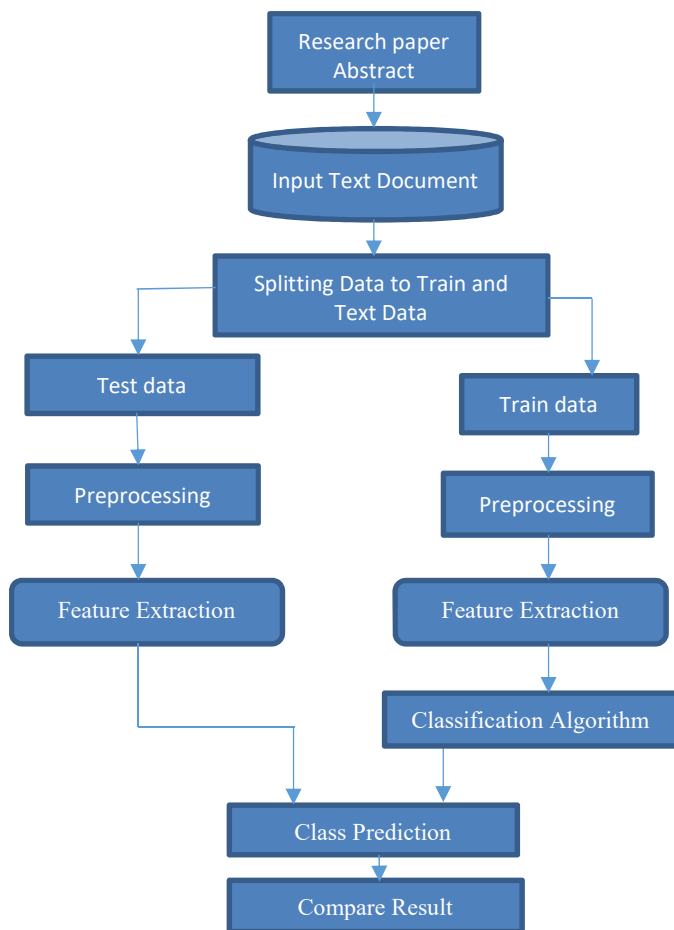 Research paper
Abstract
Input Text Document
Splitting Data to Train and
Text Data
Test data
Train data
Preprocessing
Preprocessing
Feature Extraction
Feature Extraction
Classification Algorithm
Class Prediction
Compare Result